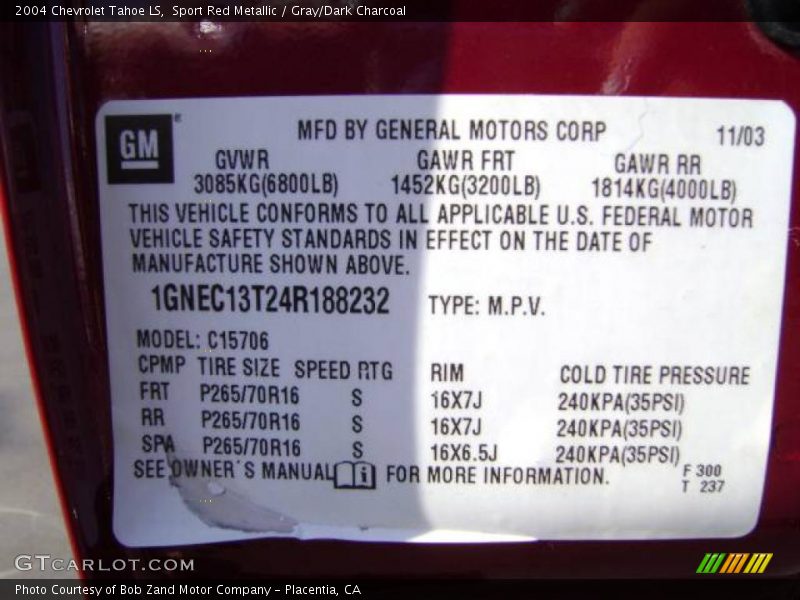 2004 Chevrolet Tahoe LS, Sport Red Metallic / Gray/Dark Charcoal
GM ®
MFD BY GENERAL MOTORS CORP 11/03
GVWR GAWR FRT GAWR RR
3085KG(6800LB) 1452KG(3200LB) 1814KG(4000LB)
THIS VEHICLE CONFORMS TO ALL APPLICABLE U.S. FEDERAL MOTOR
VEHICLE SAFETY STANDARDS IN EFFECT ON THE DATE OF
MANUFACTURE SHOWN ABOVE.
1GNEC13T24R188232 TYPE: M.P.V.
MODEL: C15706
CPMP TIRE SIZE SPEED RTG RIM COLD TIRE PRESSURE
FRT P265/70R16 S 16X7J 240KPA(35PSI)
RR P265/70R16 S 16X7J 240KPA(35PSI)
SPA P265/70R16 S 16X6.5J 240KPA(35PSI)
SEE OWNER'S MANUAL i FOR MORE INFORMATION.
F 300
T 237
GTCARLOT.COM
Photo Courtesy of Bob Zand Motor Company - Placentia, CA